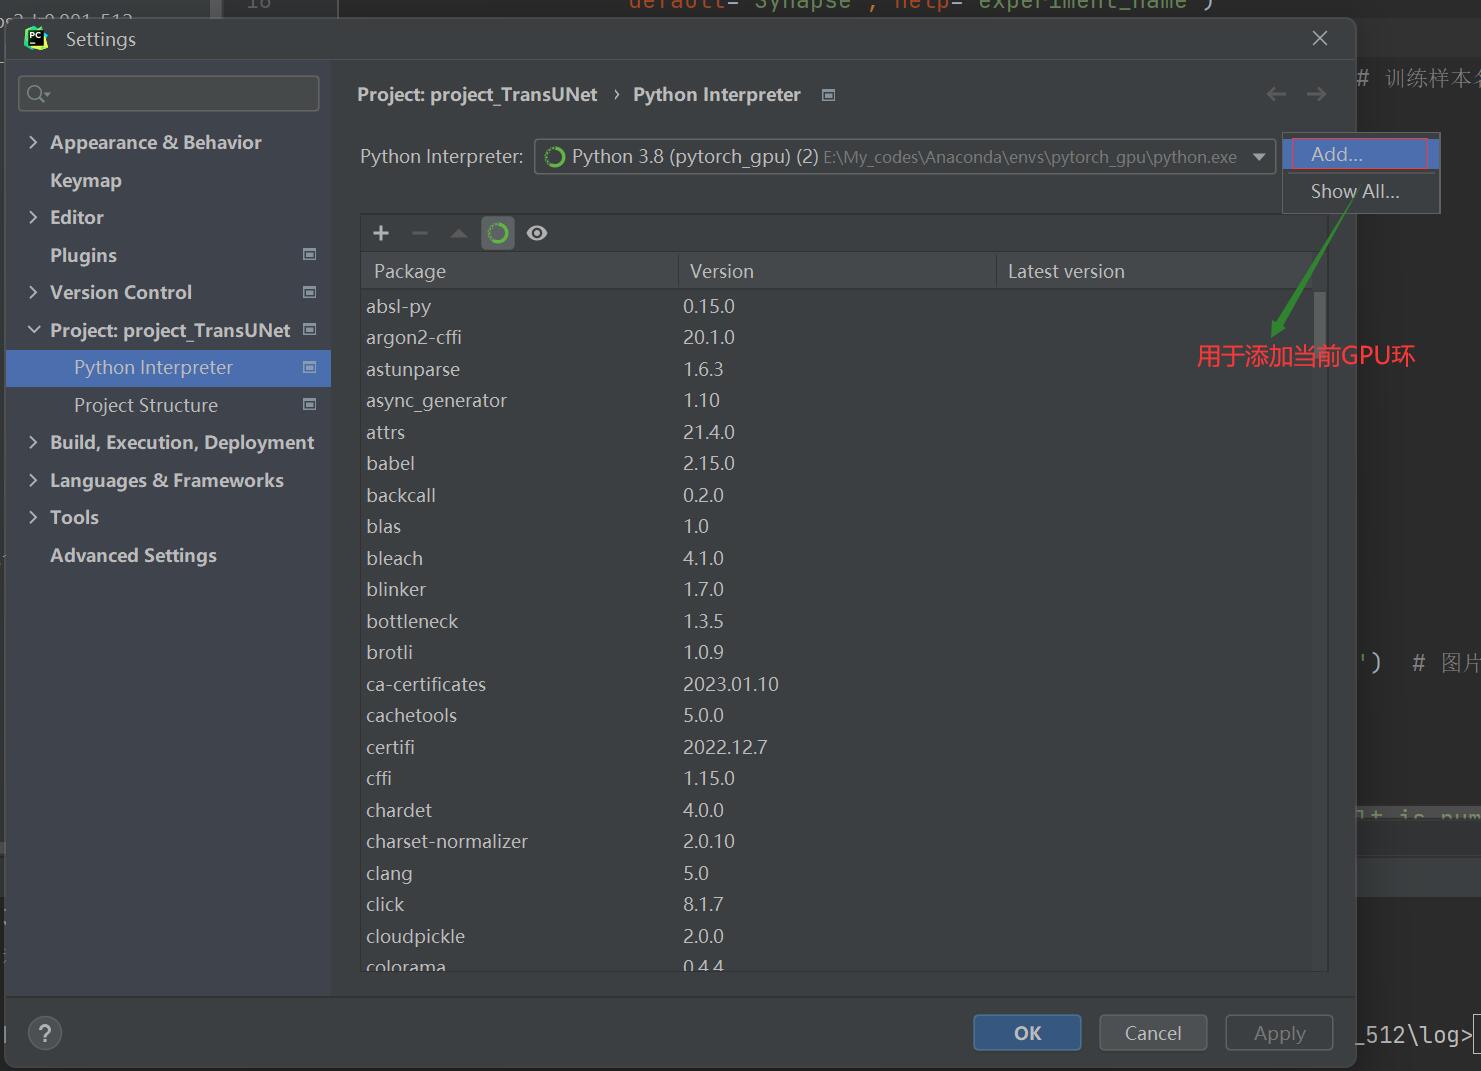 16
default="Synapse", help="experiment_name")
Settings
# 训练样本名
Project: project_TransUNet › Python Interpreter
Appearance & Behavior
Keymap
Editor
Plugins
Version Control
Project: project_TransUNet
Python Interpreter
Project Structure
Build, Execution, Deployment
Languages & Frameworks
Tools
Advanced Settings
Python Interpreter: Python 3.8 (pytorch_gpu) (2) E:\My_codes\Anaconda\envs\pytorch_gpu\python.exe
Add...
Show All...
用于添加当前GPU环
Package Version Latest version
absl-py 0.15.0
argon2-cffi 20.1.0
astunparse 1.6.3
async_generator 1.10
attrs 21.4.0
babel 2.15.0
backcall 0.2.0
blas 1.0
bleach 4.1.0
blinker 1.7.0
bottleneck 1.3.5
brotli 1.0.9
ca-certificates 2023.01.10
cachetools 5.0.0
certifi 2022.12.7
cffi 1.15.0
chardet 4.0.0
charset-normalizer 2.0.10
clang 5.0
click 8.1.7
cloudpickle 2.0.0
colorama 0.4.4
') # 图片
OK
Cancel
Apply
_512\log>